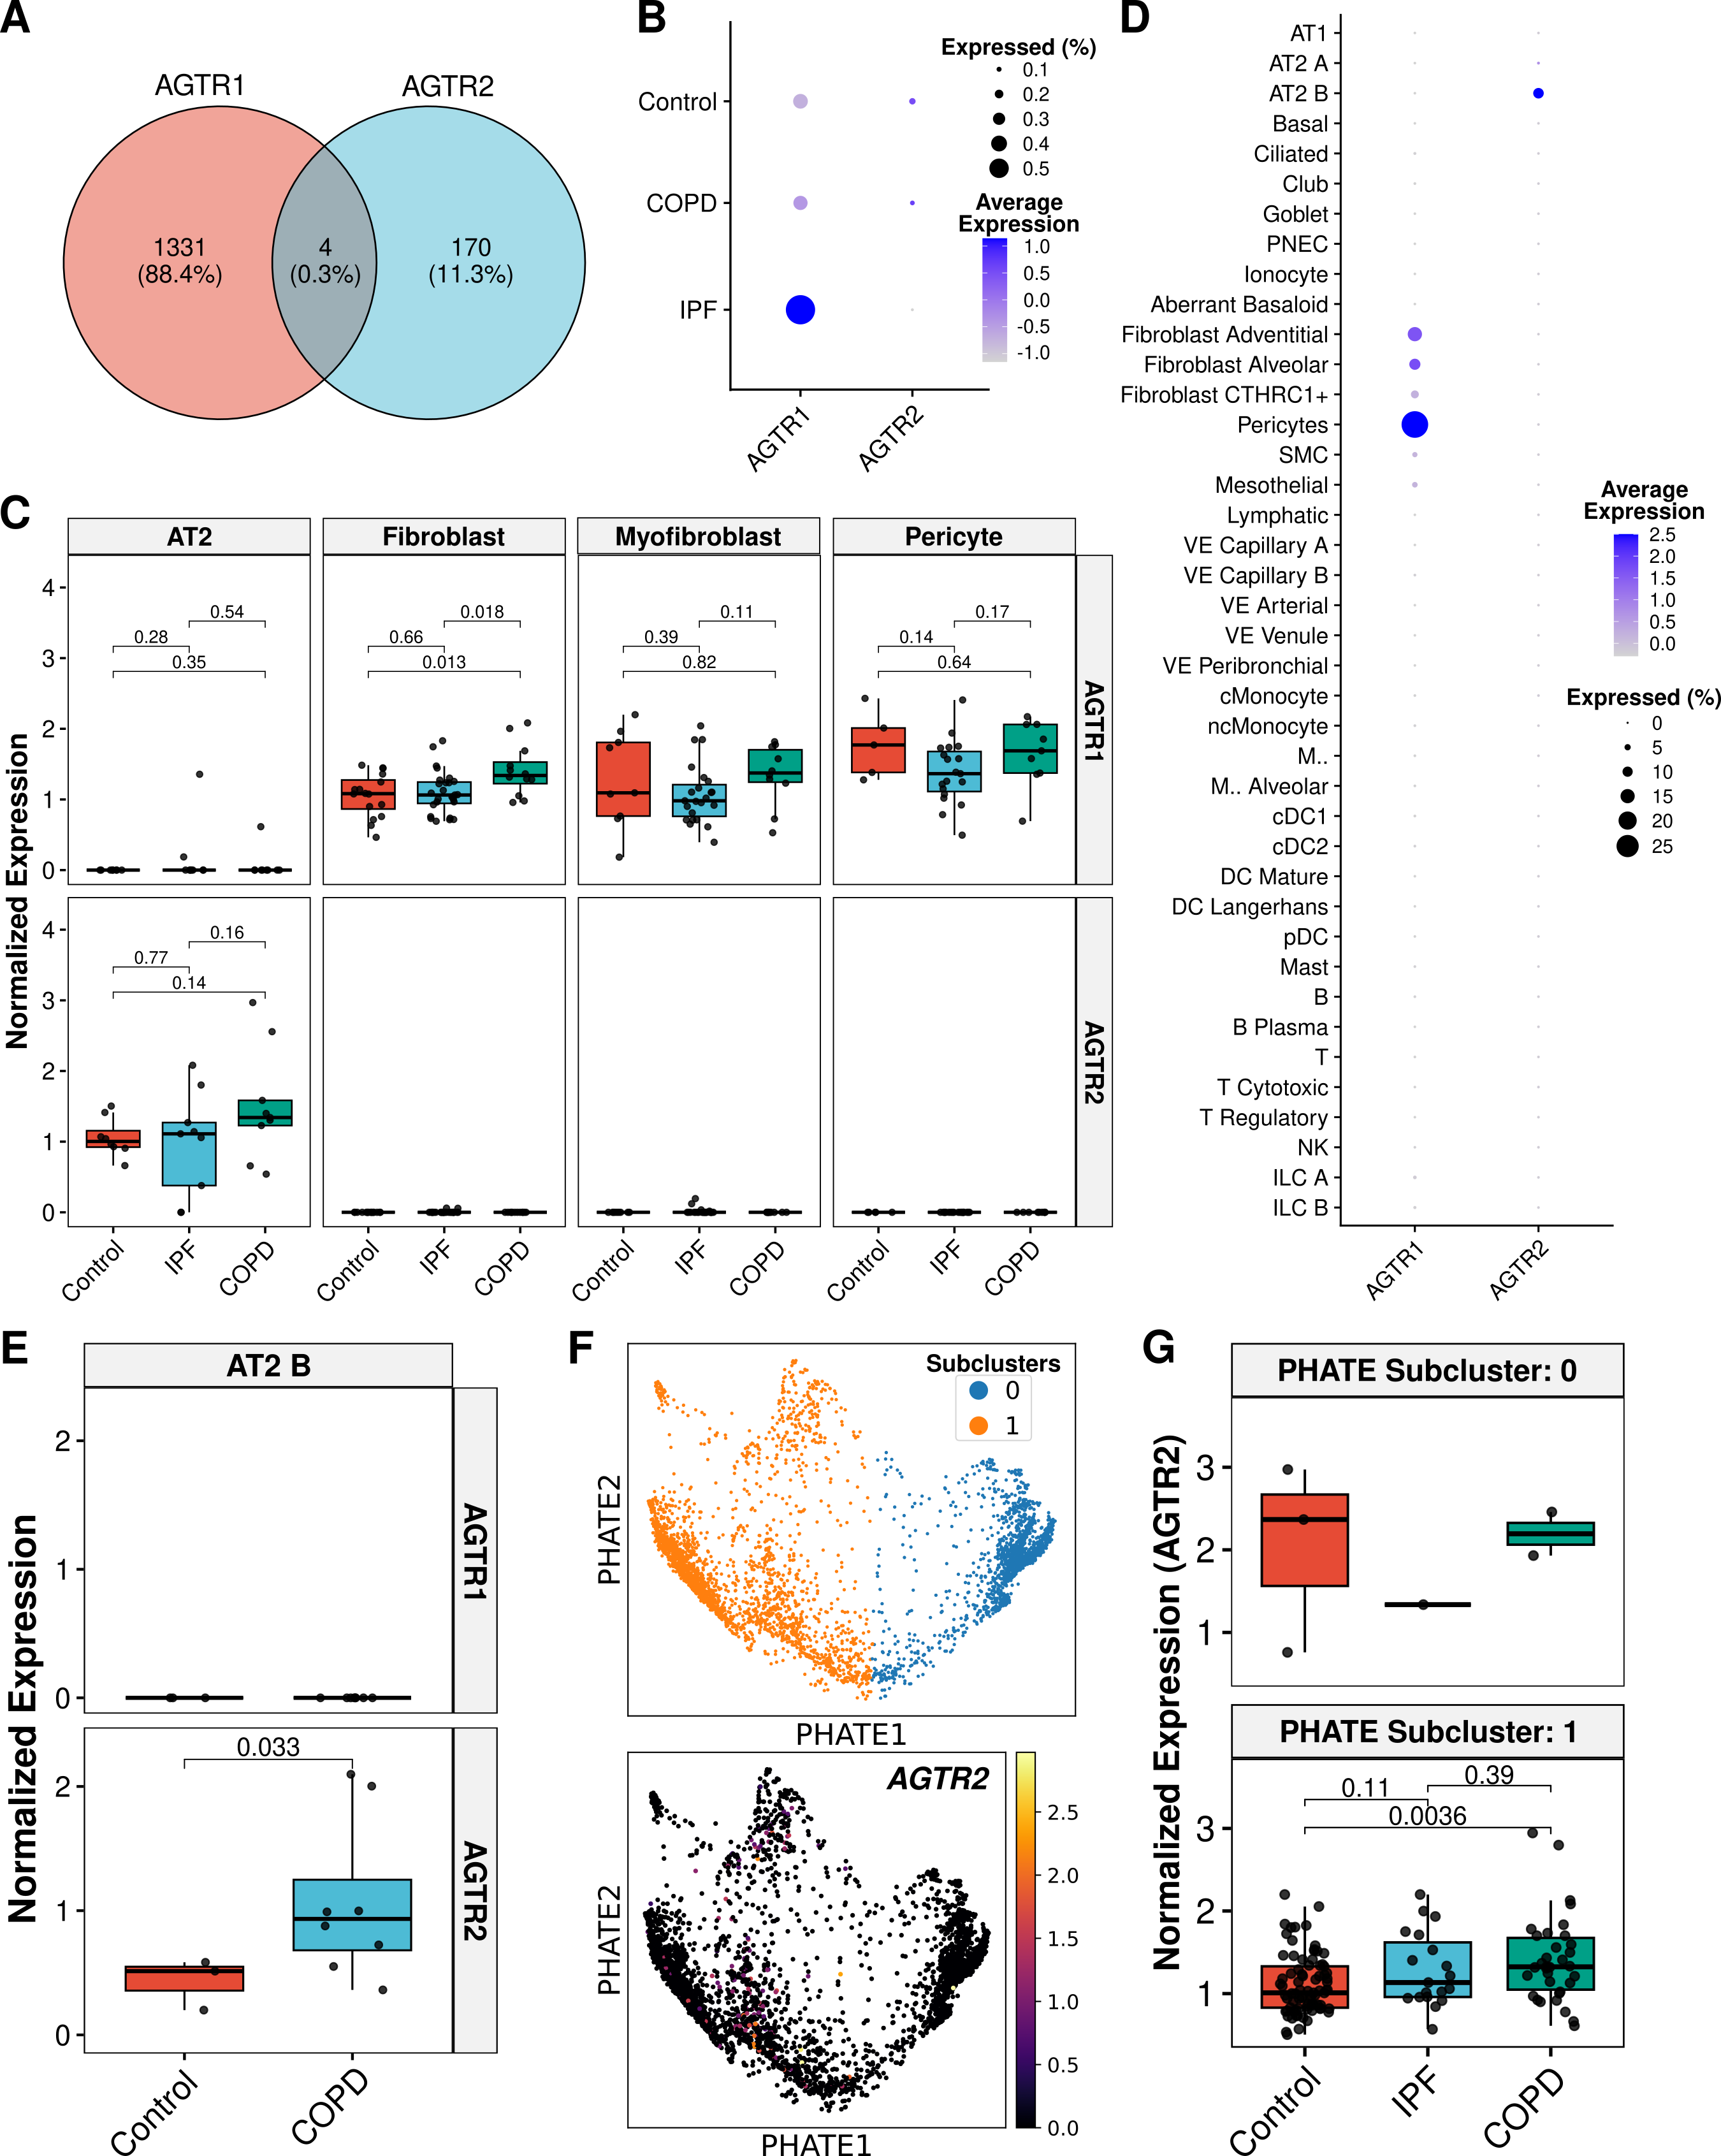 A
AGTR1
AGTR2
1331
(88.4%)
4
(0.3%)
170
(11.3%)
B
Control
COPD
IPF
AGTR1
AGTR2
Expressed (%)
0.1
0.2
0.3
0.4
0.5
Average
Expression
1.0
0.5
0.0
-0.5
-1.0
C
Normalized Expression
AT2
Fibroblast
Myofibroblast
Pericyte
AGTR1
AGTR2
4
3
2
1
0
0.54
0.28
0.35
0.018
0.66
0.013
0.11
0.39
0.82
0.17
0.14
0.64
4
3
2
1
0
0.16
0.77
0.14
Control
IPF
COPD
Control
IPF
COPD
Control
IPF
COPD
Control
IPF
COPD
D
AT1
AT2 A
AT2 B
Basal
Ciliated
Club
Goblet
PNEC
Ionocyte
Aberrant Basaloid
Fibroblast Adventitial
Fibroblast Alveolar
Fibroblast CTHRC1+
Pericytes
SMC
Mesothelial
Lymphatic
VE Capillary A
VE Capillary B
VE Arterial
VE Venule
VE Peribronchial
cMonocyte
ncMonocyte
M..
M.. Alveolar
cDC1
cDC2
DC Mature
DC Langerhans
pDC
Mast
B
B Plasma
T
T Cytotoxic
T Regulatory
NK
ILC A
ILC B
AGTR1
AGTR2
Average
Expression
2.5
2.0
1.5
1.0
0.5
0.0
Expressed (%)
0
5
10
15
20
25
E
Normalized Expression
AT2 B
AGTR1
AGTR2
2
1
0
0.033
2
1
0
Control
COPD
F
Subclusters
0
1
PHATE2
PHATE1
AGTR2
PHATE2
PHATE1
2.5
2.0
1.5
1.0
0.5
0.0
G
Normalized Expression (AGTR2)
PHATE Subcluster: 0
3
2
1
PHATE Subcluster: 1
0.39
0.11
0.0036
3
2
1
Control
IPF
COPD